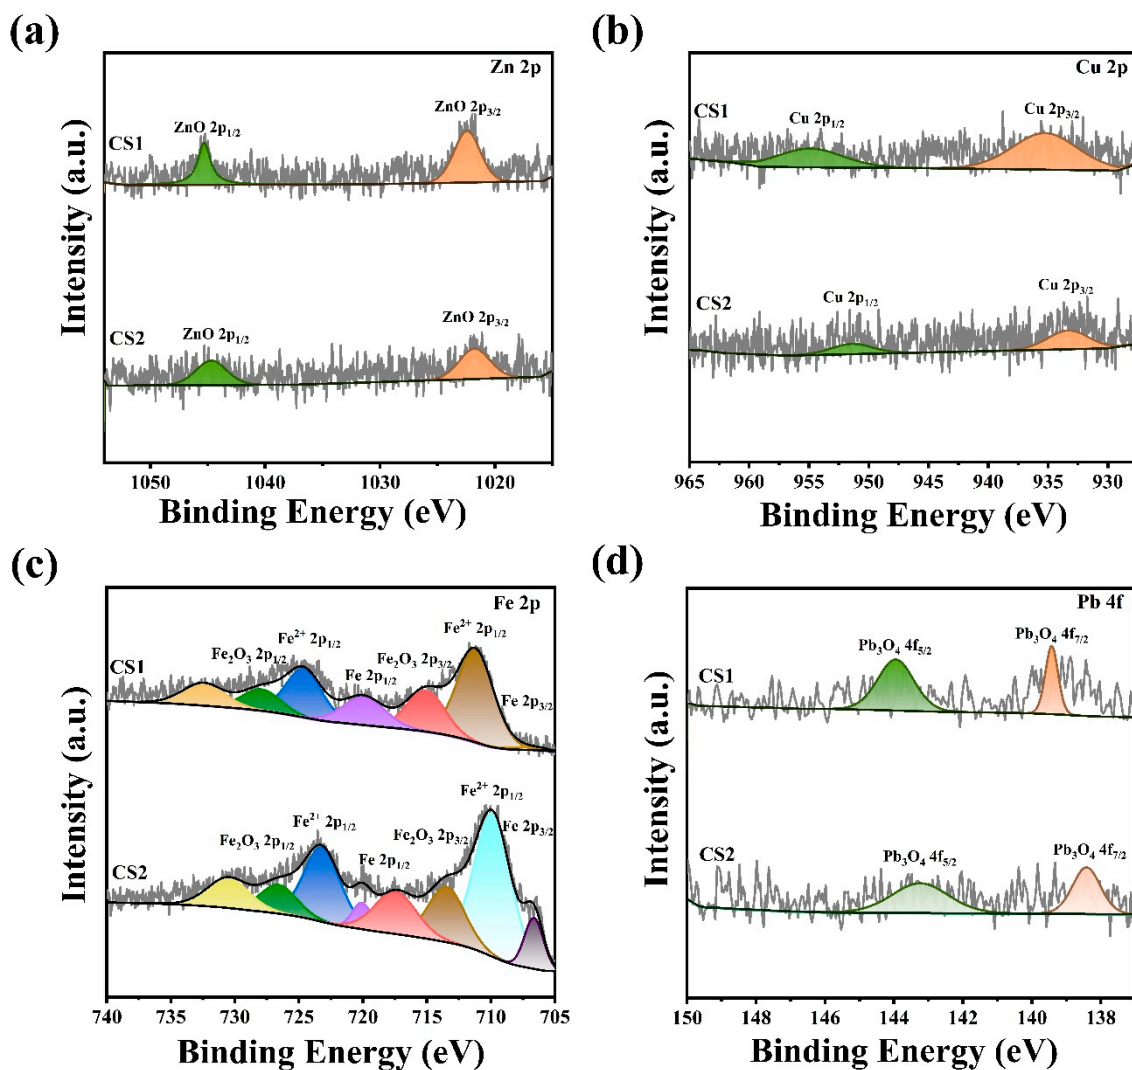 (a)
Zn 2p
CS1
ZnO 2p1/2
ZnO 2p3/2
CS2
ZnO 2p1/2
ZnO 2p3/2
Intensity (a.u.)
1050 1040 1030 1020
Binding Energy (eV)
(b)
Cu 2p
CS1
Cu 2p1/2
Cu 2p3/2
CS2
Cu 2p1/2
Cu 2p3/2
Intensity (a.u.)
965 960 955 950 945 940 935 930
Binding Energy (eV)
(c)
Fe 2p
CS1
Fe2O3 2p1/2
Fe2+ 2p1/2
Fe 2p1/2
Fe2O3 2p3/2
Fe2+ 2p1/2
Fe 2p3/2
CS2
Fe2O3 2p1/2
Fe2+ 2p1/2
Fe 2p1/2
Fe2O3 2p3/2
Fe2+ 2p1/2
Fe 2p3/2
Intensity (a.u.)
740 735 730 725 720 715 710 705
Binding Energy (eV)
(d)
Pb 4f
CS1
Pb3O4 4f5/2
Pb3O4 4f7/2
CS2
Pb3O4 4f5/2
Pb3O4 4f7/2
Intensity (a.u.)
150 148 146 144 142 140 138
Binding Energy (eV)